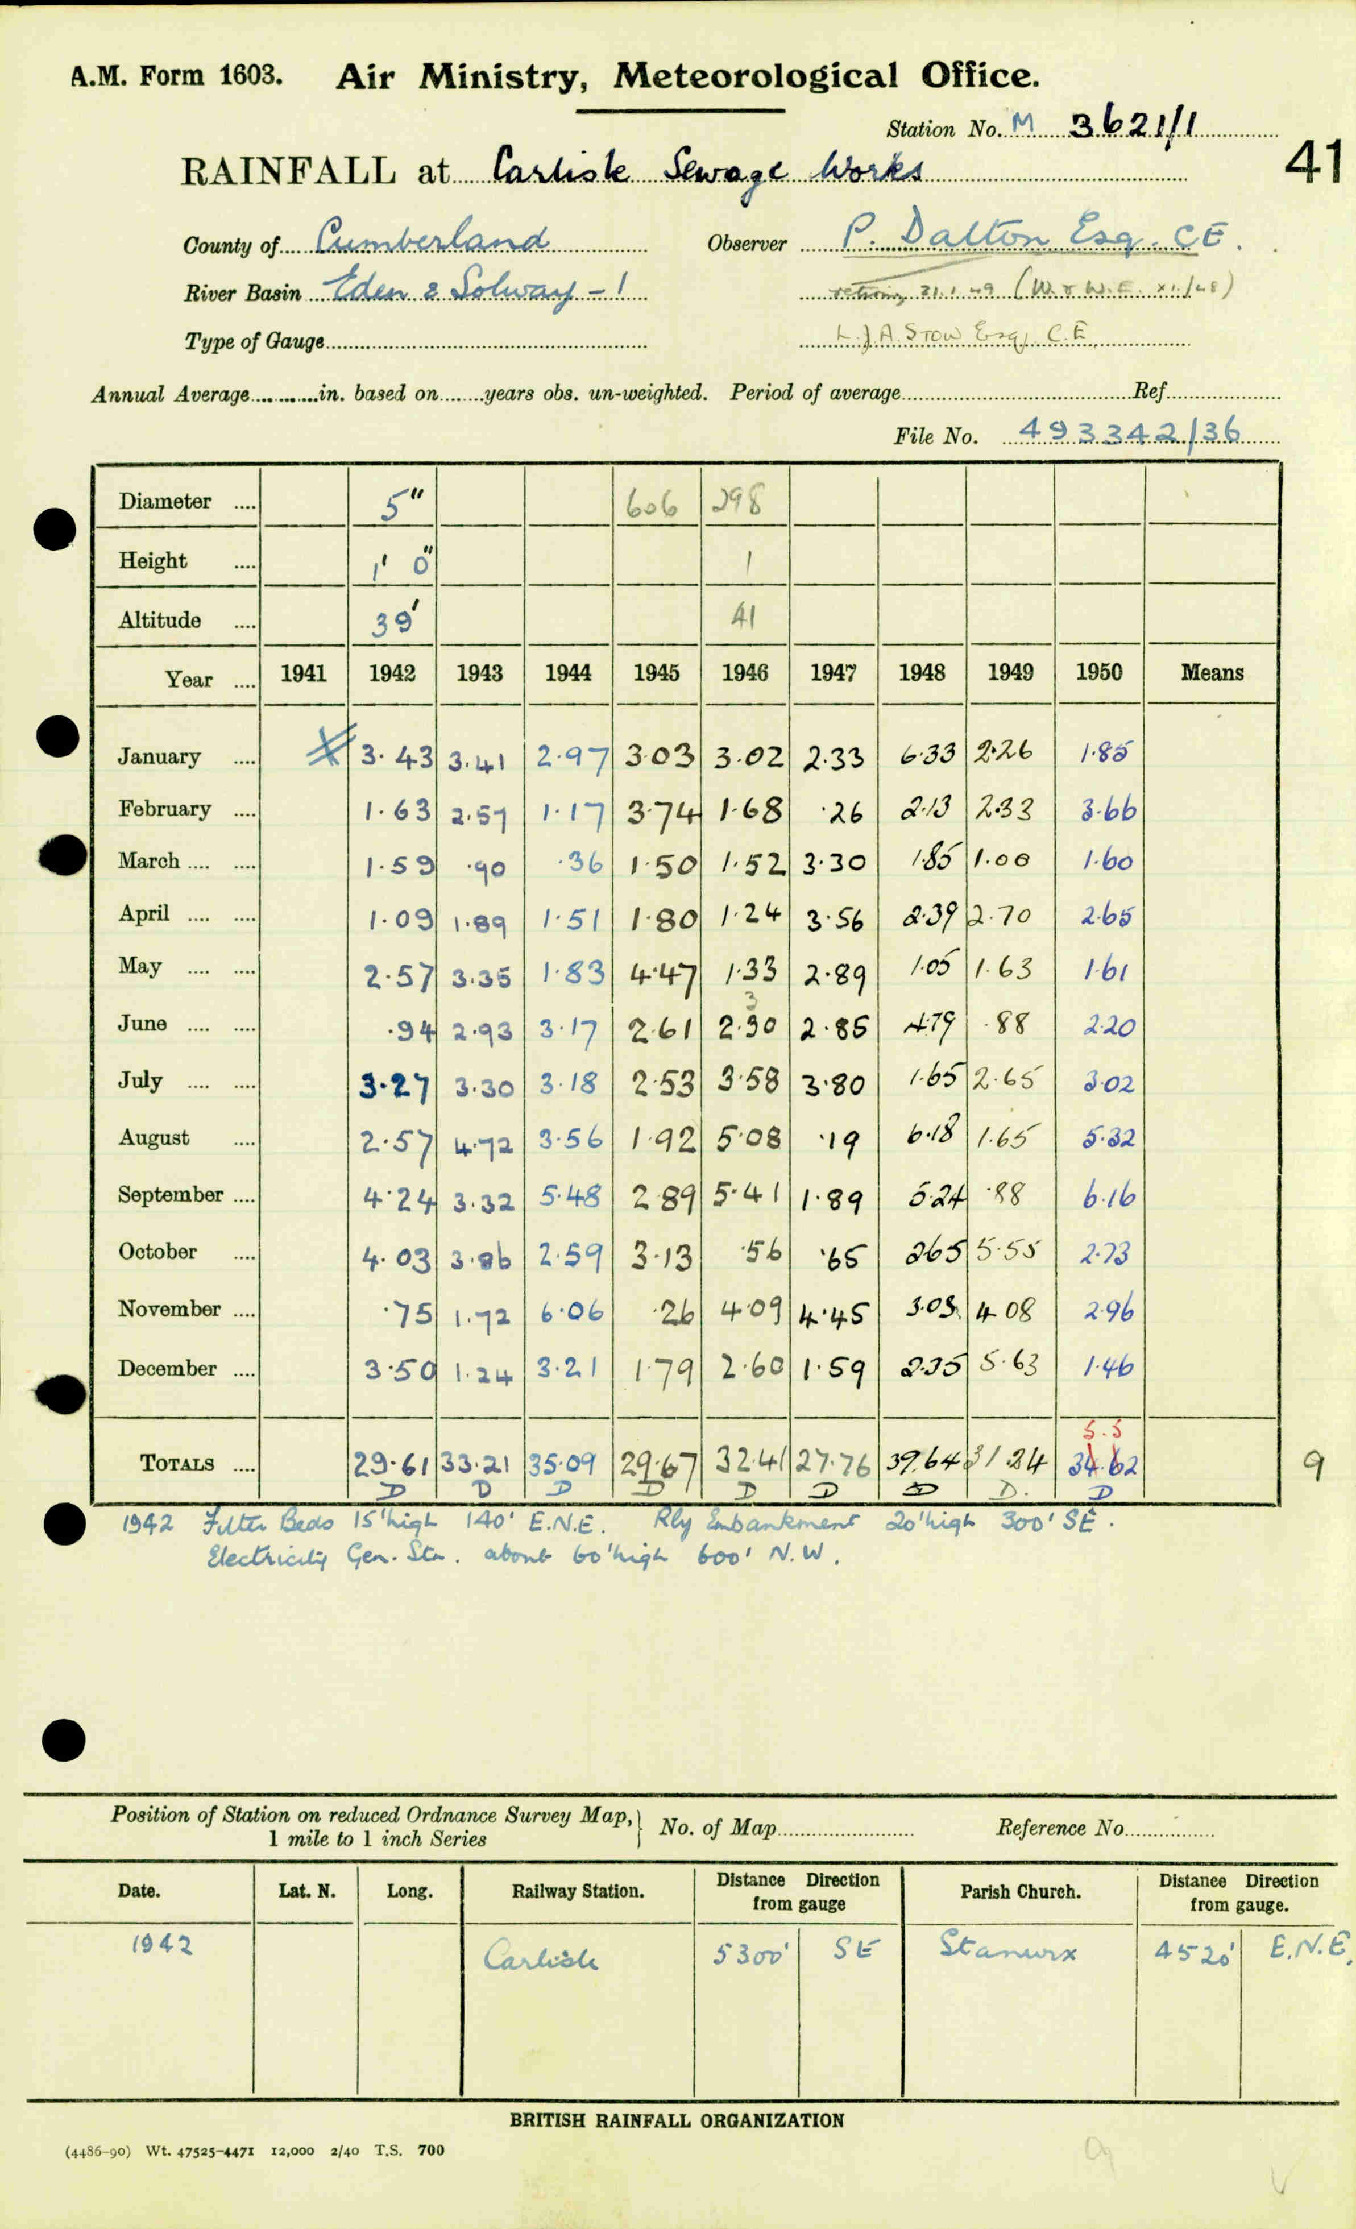 A.M. Form 1603. Air Ministry, Meteorological Office.
Station No. M 3621/1
RAINFALL at Carlisle Sewage Works 41
County of Cumberland Observer P. Dalton Esq. C.E.
River Basin Eden & Solway - 1 retiring 31.1.49 (W. & W.E. XI/48)
Type of Gauge L.J.A. STOW Esq. C.E.
Annual Average in. based on years obs. un-weighted. Period of average Ref
File No. 493342/36
Diameter 5" 606 298
Height 1' 0" 1
Altitude 39' 41
Year 1941 1942 1943 1944 1945 1946 1947 1948 1949 1950 Means
January 3.43 3.41 2.97 3.03 3.02 2.33 6.33 2.26 1.85
February 1.63 2.57 1.17 3.74 1.68 .26 2.13 2.33 3.66
March 1.59 .90 .36 1.50 1.52 3.30 1.85 1.00 1.60
April 1.09 1.89 1.51 1.80 1.24 3.56 2.39 2.70 2.65
May 2.57 3.35 1.83 4.47 1.33 2.89 1.05 1.63 1.61
3
June .94 2.93 3.17 2.61 2.30 2.85 4.79 .88 2.20
July 3.27 3.30 3.18 2.53 3.58 3.80 1.65 2.65 3.02
August 2.57 4.72 3.56 1.92 5.08 .19 6.18 1.65 5.32
September 4.24 3.32 5.48 2.89 5.41 1.89 5.24 .88 6.16
October 4.03 3.86 2.59 3.13 .56 .65 2.65 5.55 2.73
November .75 1.72 6.06 .26 4.09 4.45 3.03 4.08 2.96
December 3.50 1.24 3.21 1.79 2.60 1.59 2.35 5.63 1.46
5.5
TOTALS 29.61 33.21 35.09 29.67 32.41 27.76 39.64 31.24 34.62 9
D D D D D D D D. D
1942 Filter Beds 15' high 140' E.N.E. Rly Embankment 20' high 300' SE.
Electricity Gen. Stn. about 60' high 600' N.W.
Position of Station on reduced Ordnance Survey Map, No. of Map Reference No
1 mile to 1 inch Series
Date. Lat. N. Long. Railway Station. Distance Direction from gauge Parish Church. Distance Direction from gauge.
1942 Carlisle 5300' SE Stanwix 4520' E.N.E.
BRITISH RAINFALL ORGANIZATION
(4486-90) Wt. 47525-4471 12,000 2/40 T.S. 700